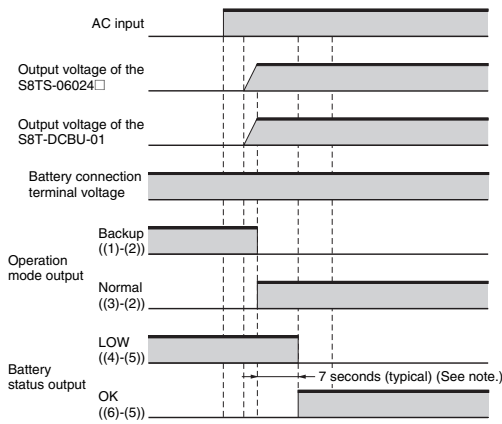 AC input
Output voltage of the
S8TS-06024□
Output voltage of the
S8T-DCBU-01
Battery connection
terminal voltage
Operation
mode output
Backup
((1)-(2))
Normal
((3)-(2))
Battery
status output
LOW
((4)-(5))
7 seconds (typical) (See note.)
OK
((6)-(5))